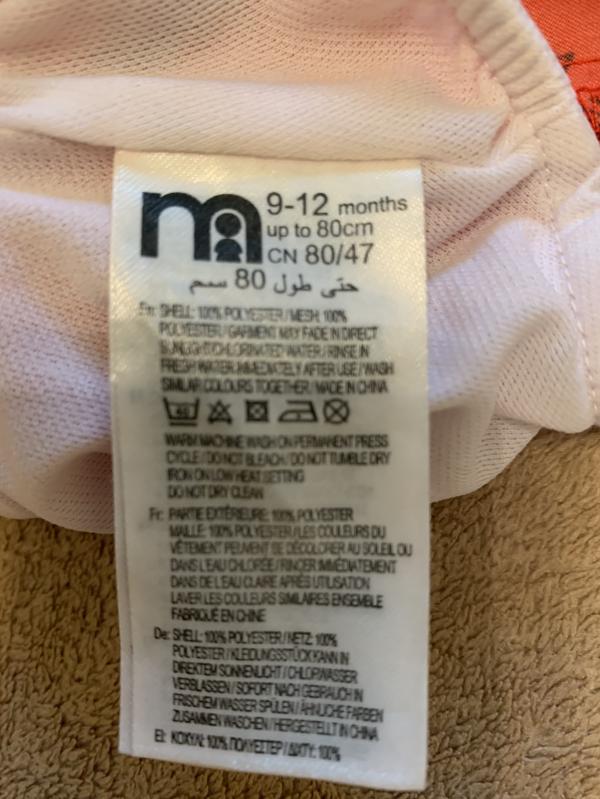 m
9-12 months
up to 80cm
CN 80/47
حتى طول 80 سم
En: SHELL: 100% POLYESTER / MESH: 100%
POLYESTER / GARMENT MAY FADE IN DIRECT
SUNLIGHT/CHLORINATED WATER / RINSE IN
FRESH WATER IMMEDIATELY AFTER USE / WASH
SIMILAR COLOURS TOGETHER / MADE IN CHINA
40
WARM MACHINE WASH ON PERMANENT PRESS
CYCLE / DO NOT BLEACH / DO NOT TUMBLE DRY
IRON ON LOW HEAT SETTING
DO NOT DRY CLEAN
Fr: PARTIE EXTÉRIEURE: 100% POLYESTER
MAILLE: 100% POLYESTER / LES COULEURS DU
VÊTEMENT PEUVENT SE DÉCOLORER AU SOLEIL OU
DANS L'EAU CHLORÉE / RINCER IMMÉDIATEMENT
DANS DE L'EAU CLAIRE APRÈS UTILISATION
LAVER LES COULEURS SIMILAIRES ENSEMBLE
FABRIQUÉ EN CHINE
De: SHELL: 100% POLYESTER / NETZ: 100%
POLYESTER / KLEIDUNGSSTÜCK KANN IN
DIREKTEM SONNENLICHT / CHLORWASSER
VERBLASSEN / SOFORT NACH GEBRAUCH IN
FRISCHEM WASSER SPÜLEN / ÄHNLICHE FARBEN
ZUSAMMEN WASCHEN / HERGESTELLT IN CHINA
El: ΚΟΧΥΛΙ: 100% ΠΟΛΥΕΣΤΕΡ / ΔΙΧΤΥ: 100%